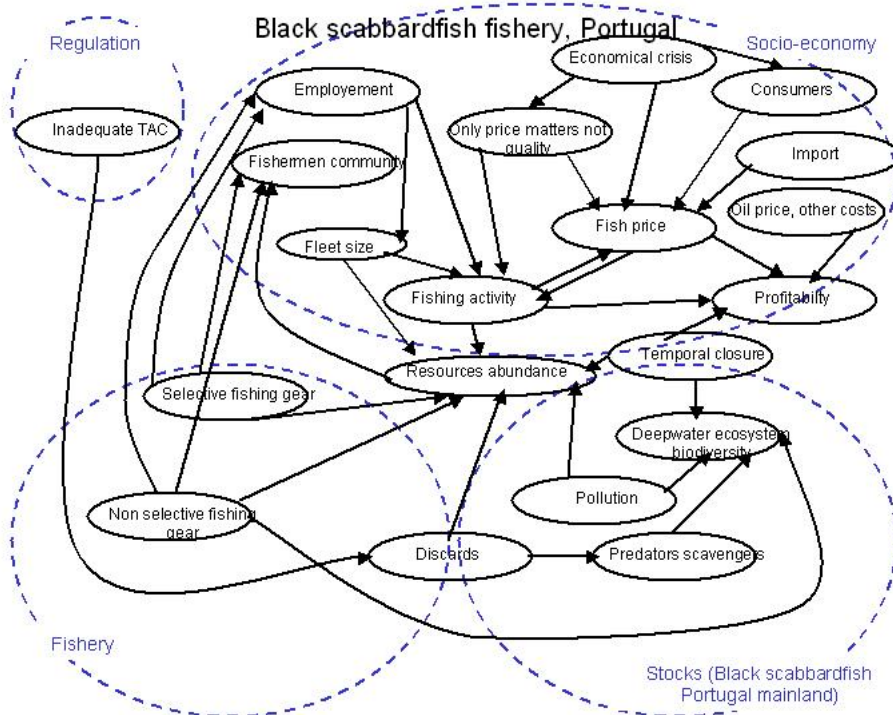 Black scabbardfish fishery, Portugal
Regulation
Socio-economy
Economical crisis
Employement
Consumers
Inadequate TAC
Only price matters not
quality
Fishermen community
Import
Oil price, other costs
Fish price
Fleet size
Fishing activity
Profitabilty
Temporal closure
Resources abundance
Selective fishing gear
Deepwater ecosystem
biodiversity
Pollution
Non selective fishing
gear
Discards
Predators scavengers
Fishery
Stocks (Black scabbardfish
Portugal mainland)